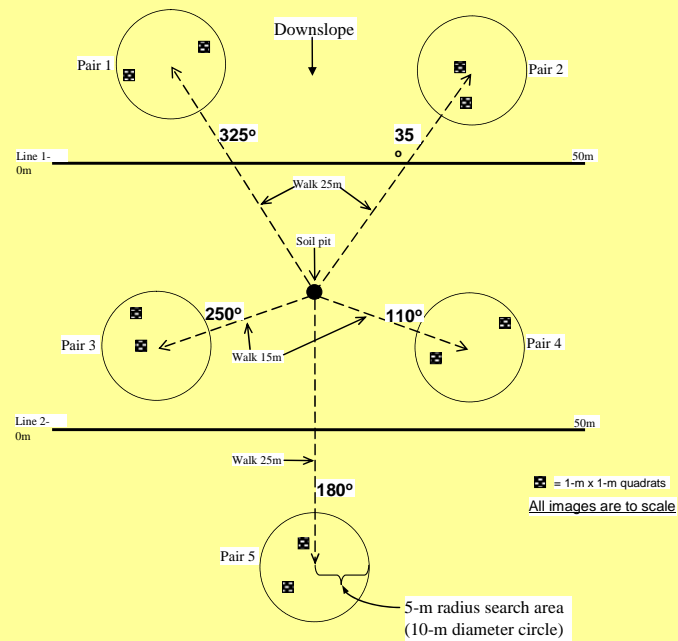 Downslope
Pair 1
Pair 2
325º
35
º
Line 1-
0m
50m
Walk 25m
Soil pit
250º
110º
Pair 3
Walk 15m
Pair 4
Line 2-
0m
50m
Walk 25m
180º
= 1-m x 1-m quadrats
All images are to scale
Pair 5
5-m radius search area
(10-m diameter circle)